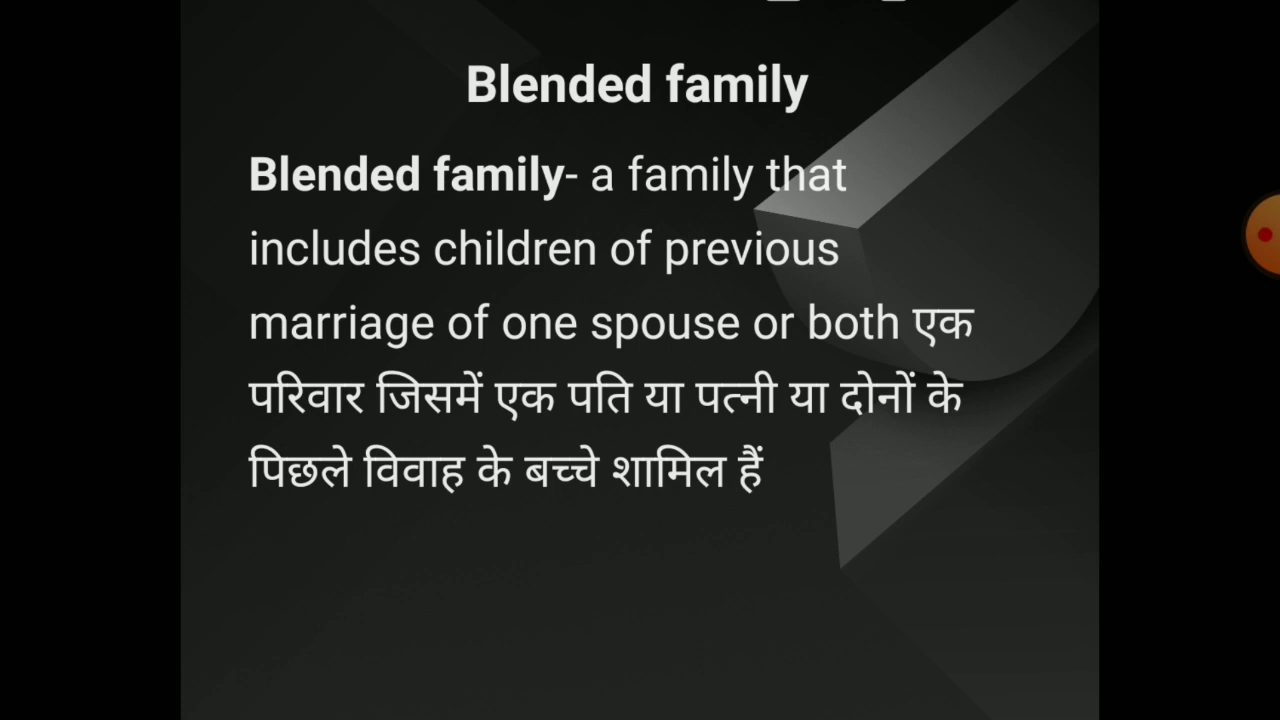 Blended family
Blended family- a family that
includes children of previous
marriage of one spouse or both एक
परिवार जिसमें एक पति या पत्नी या दोनों के
पिछले विवाह के बच्चे शामिल हैं